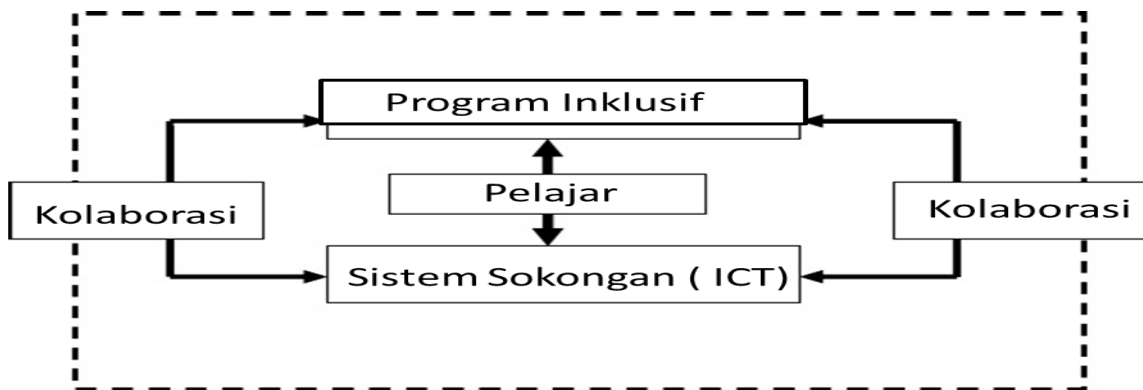 Program Inklusif
Pelajar
Kolaborasi
Kolaborasi
Sistem Sokongan ( ICT)